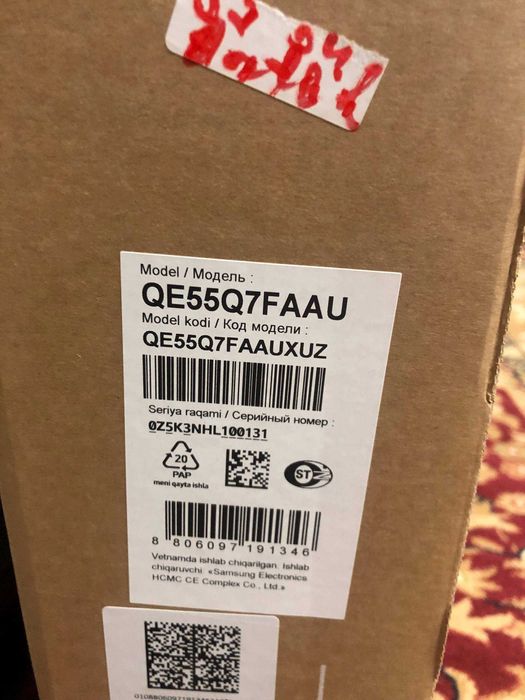 Model / Модель :
QE55Q7FAAU
Model kodi / Код модели :
QE55Q7FAAUXUZ
Seriya raqami / Серийный номер :
0Z5K3NHL100131
20
PAP
meni qayta ishla
ST
8 806097 191346
Vetnamda ishlab chiqarilgan. Ishlab
chiqaruvchi: «Samsung Electronics
HCMC CE Complex Co., Ltd.»